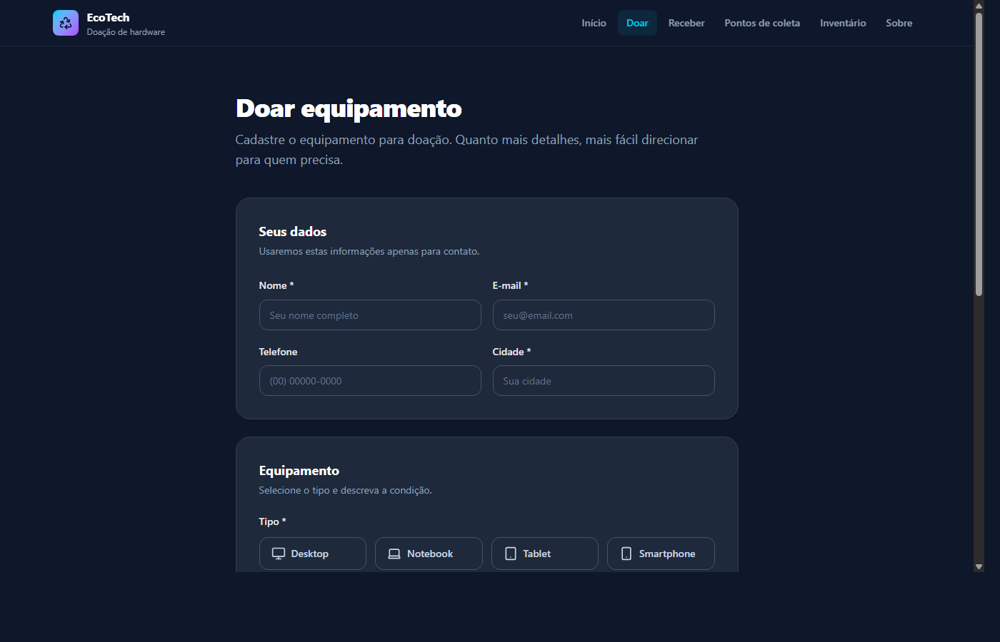 EcoTech
Doação de hardware
Início
Doar
Receber
Pontos de coleta
Inventário
Sobre
Doar equipamento
Cadastre o equipamento para doação. Quanto mais detalhes, mais fácil direcionar
para quem precisa.
Seus dados
Usaremos estas informações apenas para contato.
Nome *
E-mail *
Seu nome completo
seu@email.com
Telefone
Cidade *
(00) 00000-0000
Sua cidade
Equipamento
Selecione o tipo e descreva a condição.
Tipo *
Desktop
Notebook
Tablet
Smartphone